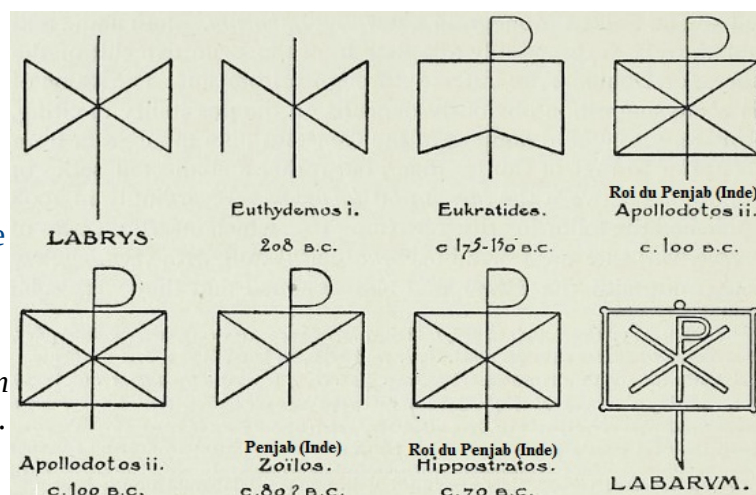 LABRYS
Euthydemos i.
208 B.C.
Eukratides.
c 175-150 B.C.
Roi du Penjab (Inde)
Apollodotos ii.
c. 100 B.C.
e
n
.
Apollodotos ii.
c. 100 B.C.
Penjab (Inde)
Zoïlos.
c. 80? B.C.
Roi du Penjab (Inde)
Hippostratos.
c. 70 B.C.
LABARVM.